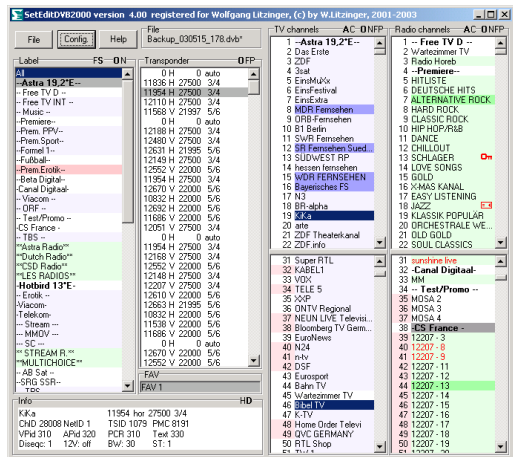 SetEditDVB2000 version 4.00 registered for Wolfgang Litzinger, (c) by W.Litzinger, 2001-2003
File
Config.
Help
File
Backup_030515_178.dvb*
Label FS O N
All
--Astra 19,2°E--
-- Free TV D --
-- Free TV INT --
-- Music --
--Premiere--
--Prem. PPV--
--Prem.Sport--
--Formel 1--
--Fußball--
--Prem.Erotik--
--Beta Digital--
-Canal Digitaal-
-- Viacom --
-- ORF --
-- Test/Promo --
-CS France -
-- TBS --
**Astra Radio**
**Dutch Radio**
**CSD Radio**
**LES RADIOS**
-Hotbird 13°E-
-- Erotik --
-Viacom-
-Telekom-
--- Stream ---
--- MMOV ---
--- SC ---
** STREAM R.**
**MULTICHOICE**
-- AB Sat --
--SRG SSR--
Transponder O FP
0 H 0 auto
11836 H 27500 3/4
11954 H 27500 3/4
12110 H 27500 3/4
11568 V 21997 5/6
0 H 0 auto
12188 H 27500 3/4
12480 V 27500 3/4
12631 H 21995 5/6
12149 H 27500 3/4
12552 V 22000 5/6
11954 H 27500 3/4
12670 V 22000 5/6
10832 H 22000 5/6
12692 H 22000 5/6
11686 V 22000 5/6
12051 V 27500 3/4
0 H 0 auto
11954 H 27500 3/4
12168 V 27500 3/4
12552 V 22000 5/6
12148 H 27500 3/4
12207 V 27500 3/4
12610 V 22000 5/6
12663 H 21995 5/6
10832 H 22000 5/6
11538 V 22000 5/6
11686 V 22000 5/6
0 H 0 auto
12670 V 22000 5/6
12552 V 22000 5/6
FAV
FAV 1
Info HD
KiKa 11954 hor 27500 3/4
ChID 28008 NetID 1 TSID 1079 PMC 8191
VPid 310 APid 320 PCR 310 Text 330
Diseqc: 1 12V: off BW: 30 ST: 1
TV channels AC O NFP
1 --Astra 19,2°E--
2 Das Erste
3 ZDF
4 3sat
5 EinsMuXx
6 EinsFestival
7 EinsExtra
8 MDR Fernsehen
9 ORB-Fernsehen
10 B1 Berlin
11 SWR Fernsehen
12 SR Fernsehen Sued...
13 SÜDWEST RP
14 hessen fernsehen
15 WDR FERNSEHEN
16 Bayerisches FS
17 N3
18 BR-alpha
19 KiKa
20 arte
21 ZDF Theaterkanal
22 ZDF.info
31 Super RTL
32 KABEL1
33 VOX
34 TELE 5
35 XXP
36 ONTV Regional
37 NEUN LIVE Televisi...
38 Bloomberg TV Germ...
39 EuroNews
40 N24
41 n-tv
42 DSF
43 Eurosport
44 Bahn TV
45 Wartezimmer TV
46 Bibel TV
47 K-TV
48 Home Order Televi
49 QVC GERMANY
50 RTL Shop
Radio channels AC O NFP
1 -- Free TV D --
2 Wartezimmer TV
3 Radio Horeb
4 --Premiere--
5 HITLISTE
6 DEUTSCHE HITS
7 ALTERNATIVE ROCK
8 HARD ROCK
9 CLASSIC ROCK
10 HIP HOP/R&B
11 DANCE
12 CHILLOUT
13 SCHLAGER
14 LOVE SONGS
15 GOLD
16 X-MAS KANAL
17 EASY LISTENING
18 JAZZ
19 KLASSIK POPULÄR
20 ORCHESTRALE WE...
21 OLD GOLD
22 SOUL CLASSICS
31 sunshine live
32 -Canal Digitaal-
33 MM
34 -- Test/Promo --
35 MOSA 2
36 MOSA 3
37 MOSA 4
38 -CS France -
39 12207 - 3
40 12207 - 8
41 12207 - 9
42 12207 - 11
43 12207 - 12
44 12207 - 13
45 12207 - 14
46 12207 - 15
47 12207 - 16
48 12207 - 17
49 12207 - 18
50 12207 - 19